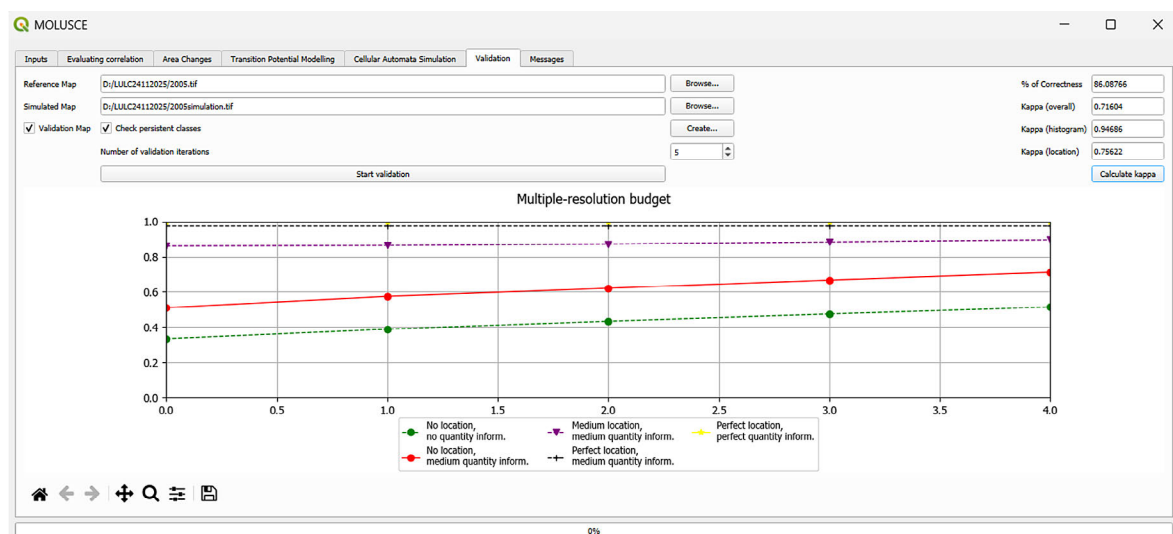 MOLUSCE
Inputs Evaluating correlation Area Changes Transition Potential Modelling Cellular Automata Simulation Validation Messages
Reference Map D:/LULC24112025/2005.tif Browse... % of Correctness 86.08766
Simulated Map D:/LULC24112025/2005simulation.tif Browse... Kappa (overall) 0.71604
Validation Map Check persistent classes Create... Kappa (histogram) 0.94686
Number of validation iterations 5 Kappa (location) 0.75622
Start validation Calculate kappa
Multiple-resolution budget
1.0
0.8
0.6
0.4
0.2
0.0
0.0 0.5 1.0 1.5 2.0 2.5 3.0 3.5 4.0
No location,
no quantity inform.
No location,
medium quantity inform.
Medium location,
medium quantity inform.
Perfect location,
medium quantity inform.
Perfect location,
perfect quantity inform.
0%